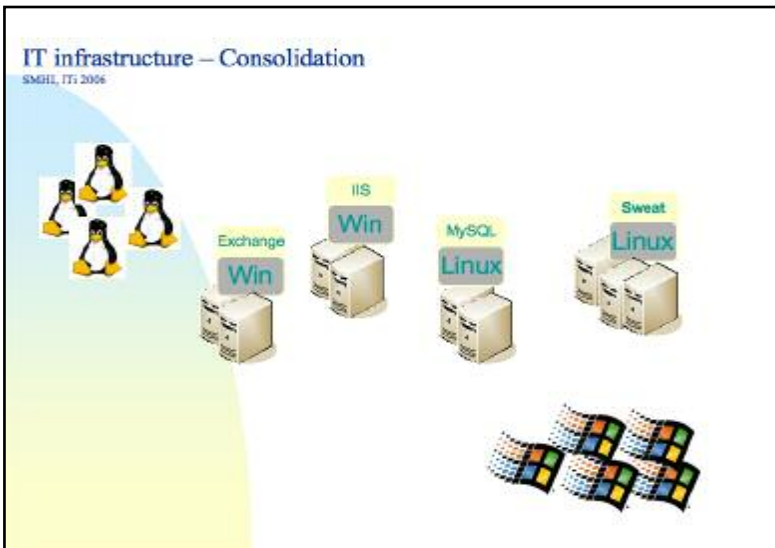 IT infrastructure – Consolidation
SMHI, ITi 2006
IIS
Win
Sweat
Linux
Exchange
Win
MySQL
Linux